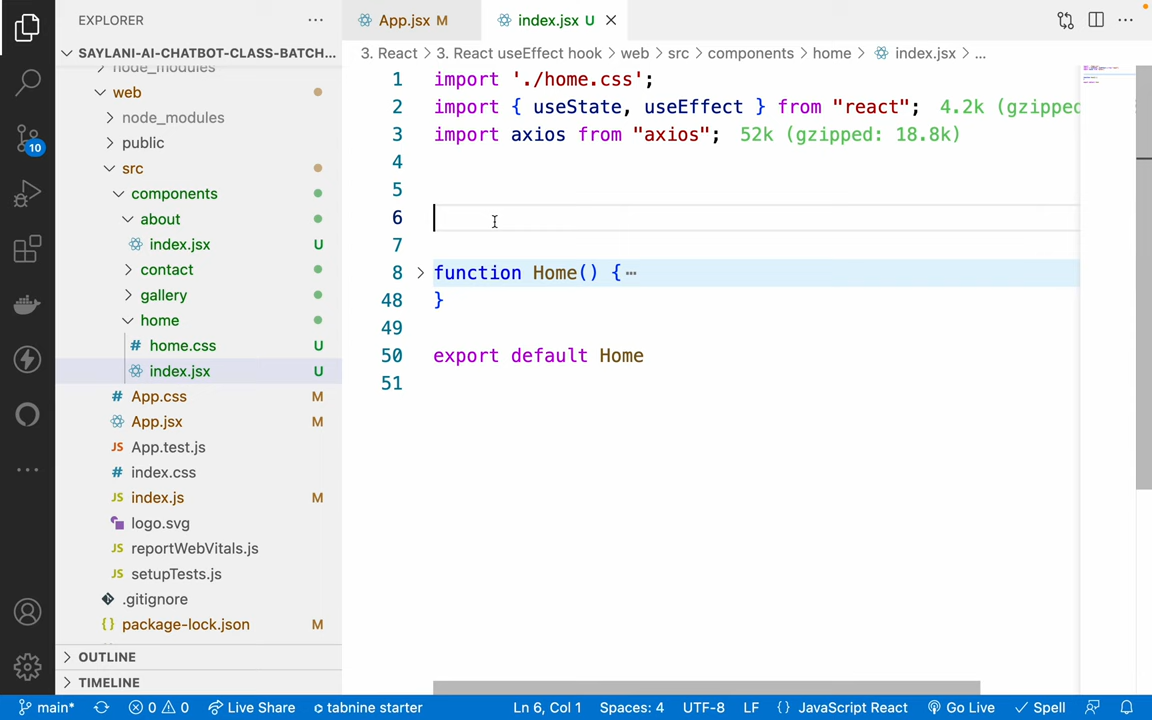 EXPLORER
SAYLANI-AI-CHATBOT-CLASS-BATCH...
node_modules
web
node_modules
public
src
components
about
index.jsx U
contact
gallery
home
# home.css U
index.jsx U
# App.css M
App.jsx M
JS App.test.js
# index.css
JS index.js M
logo.svg
JS reportWebVitals.js
JS setupTests.js
.gitignore
{} package-lock.json M
OUTLINE
TIMELINE
10
App.jsx M
index.jsx U
3. React > 3. React useEffect hook > web > src > components > home > index.jsx > ...
1 import './home.css';
2 import { useState, useEffect } from "react"; 4.2k (gzipped
3 import axios from "axios"; 52k (gzipped: 18.8k)
4
5
6
7
8 function Home() {
48 }
49
50 export default Home
51
main* 0 0 Live Share tabnine starter Ln 6, Col 1 Spaces: 4 UTF-8 LF {} JavaScript React Go Live Spell